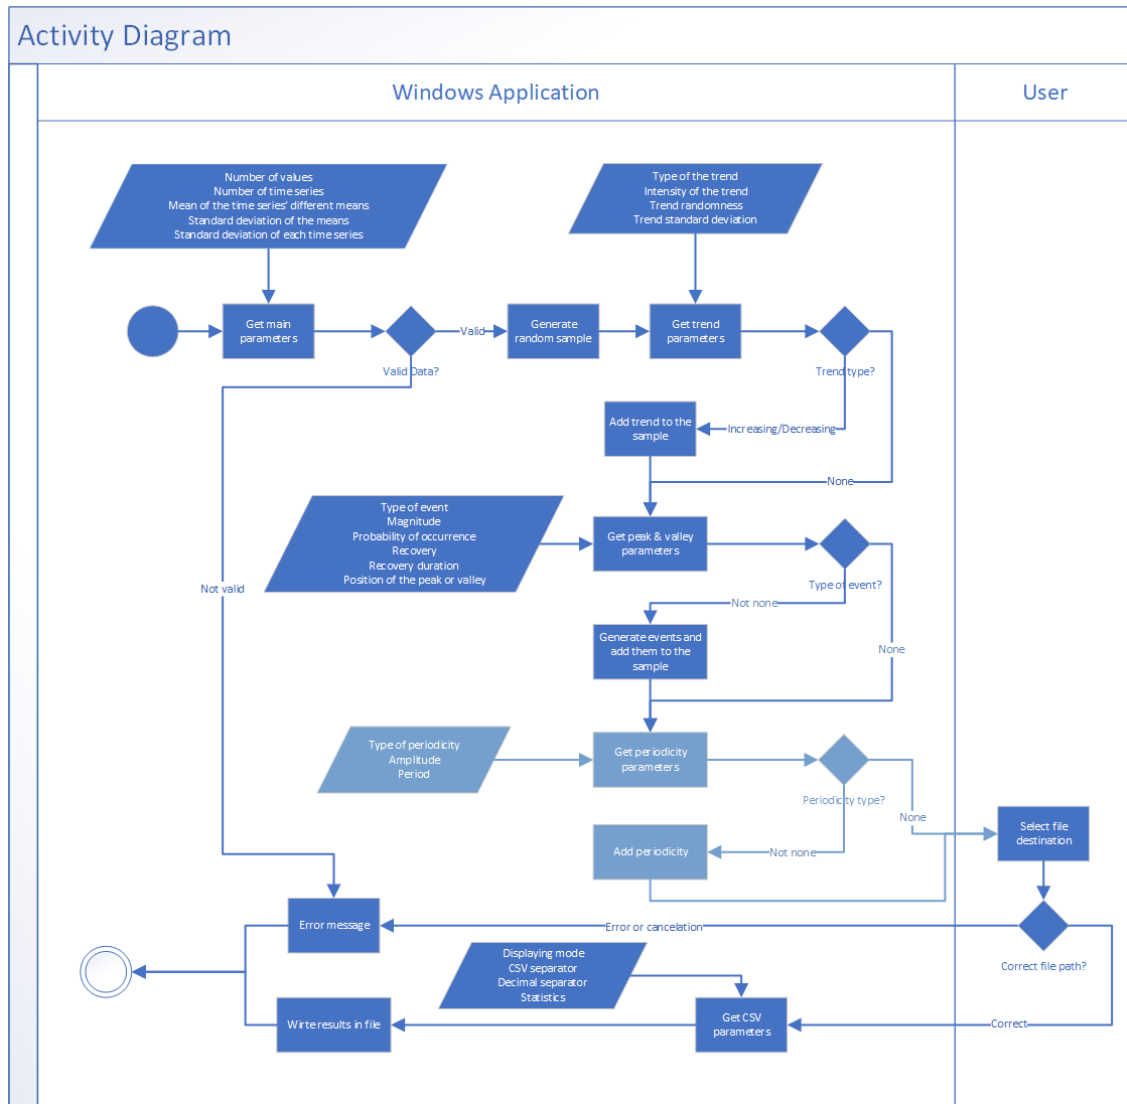 Activity Diagram
Windows Application
User
Number of values
Number of time series
Mean of the time series' different means
Standard deviation of the means
Standard deviation of each time series
Type of the trend
Intensity of the trend
Trend randomness
Trend standard deviation
Get main
parameters
Valid
Generate
random sample
Get trend
parameters
Valid Data?
Trend type?
Add trend to the
sample
Increasing/Decreasing
None
Type of event
Magnitude
Probability of occurrence
Recovery
Recovery duration
Position of the peak or valley
Get peak & valley
parameters
Type of event?
Not valid
Not none
Generate events and
add them to the
sample
None
Type of periodicity
Amplitude
Period
Get periodicity
parameters
Periodicity type?
None
Select file
destination
Add periodicity
Not none
Error message
Error or cancelation
Correct file path?
Displaying mode
CSV separator
Decimal separator
Statistics
Wirte results in file
Get CSV
parameters
Correct